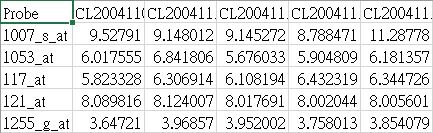 Probe CL2004110 CL200411. CL200411. CL200411. CL200411.
1007_s_at 9.52791 9.148012 9.145272 8.788471 11.28778
1053_at 6.017555 6.841806 5.676033 5.904809 6.181357
117_at 5.823328 6.306914 6.108194 6.432319 6.344726
121_at 8.089816 8.124007 8.017691 8.002044 8.005601
1255_g_at 3.64721 3.96857 3.952002 3.758013 3.854079